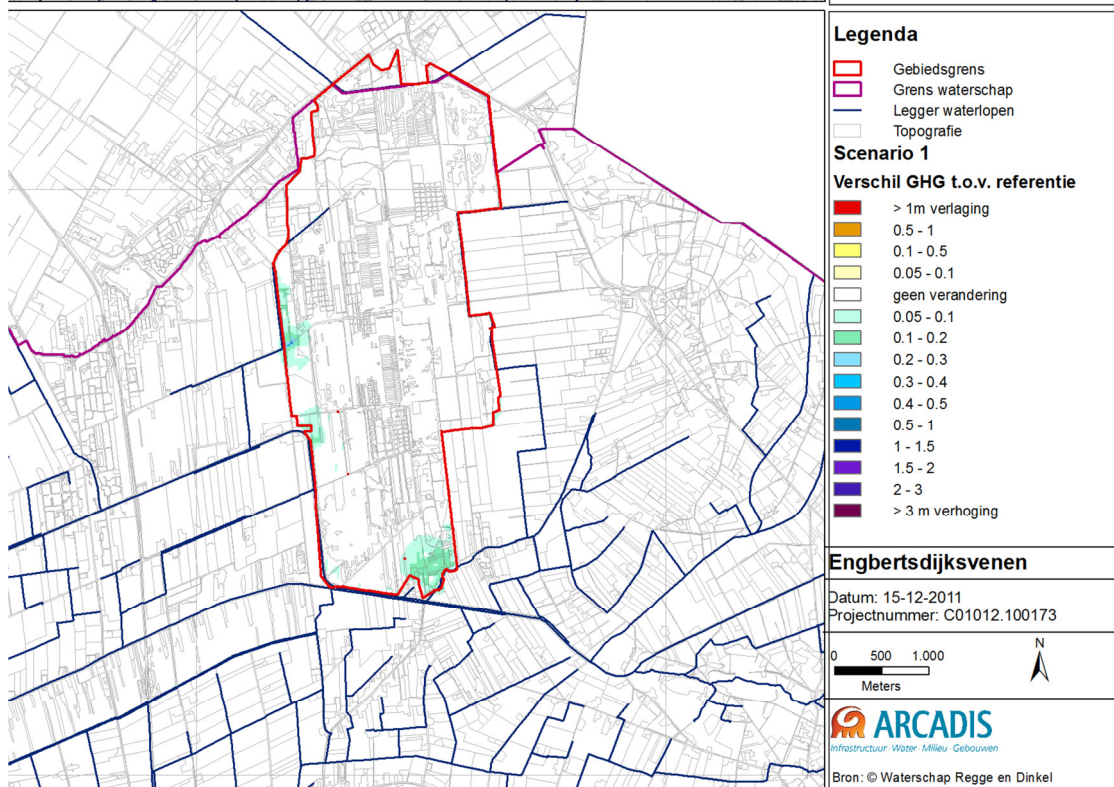 Legenda
Gebiedsgrens
Grens waterschap
Legger waterlopen
Topografie
Scenario 1
Verschil GHG t.o.v. referentie
> 1m verlaging
0.5 - 1
0.1 - 0.5
0.05 - 0.1
geen verandering
0.05 - 0.1
0.1 - 0.2
0.2 - 0.3
0.3 - 0.4
0.4 - 0.5
0.5 - 1
1 - 1.5
1.5 - 2
2 - 3
> 3 m verhoging
Engbertsdijksvenen
Datum: 15-12-2011
Projectnummer: C01012.100173
0 500 1.000
Meters
N
ARCADIS
Infrastructuur · Water · Milieu · Gebouwen
Bron: © Waterschap Regge en Dinkel